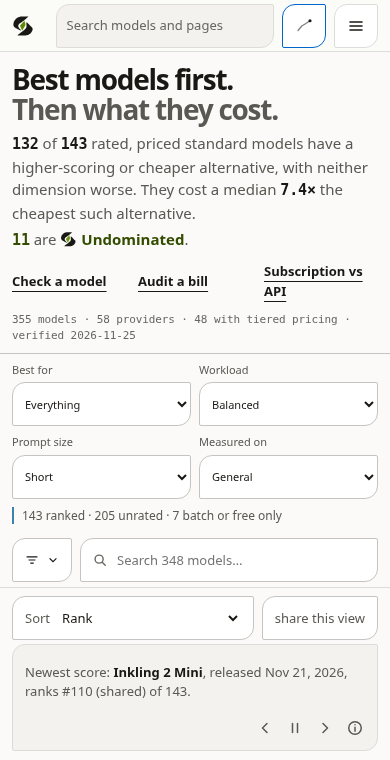 Search models and pages
Best models first.
Then what they cost.
132 of 143 rated, priced standard models have a
higher-scoring or cheaper alternative, with neither
dimension worse. They cost a median 7.4× the
cheapest such alternative.
11 are Undominated.
Check a model
Audit a bill
Subscription vs
API
355 models · 58 providers · 48 with tiered pricing ·
verified 2026-11-25
Best for
Workload
Everything
Balanced
Prompt size
Measured on
Short
General
143 ranked · 205 unrated · 7 batch or free only
Search 348 models...
Sort Rank
share this view
Newest score: Inkling 2 Mini, released Nov 21, 2026,
ranks #110 (shared) of 143.